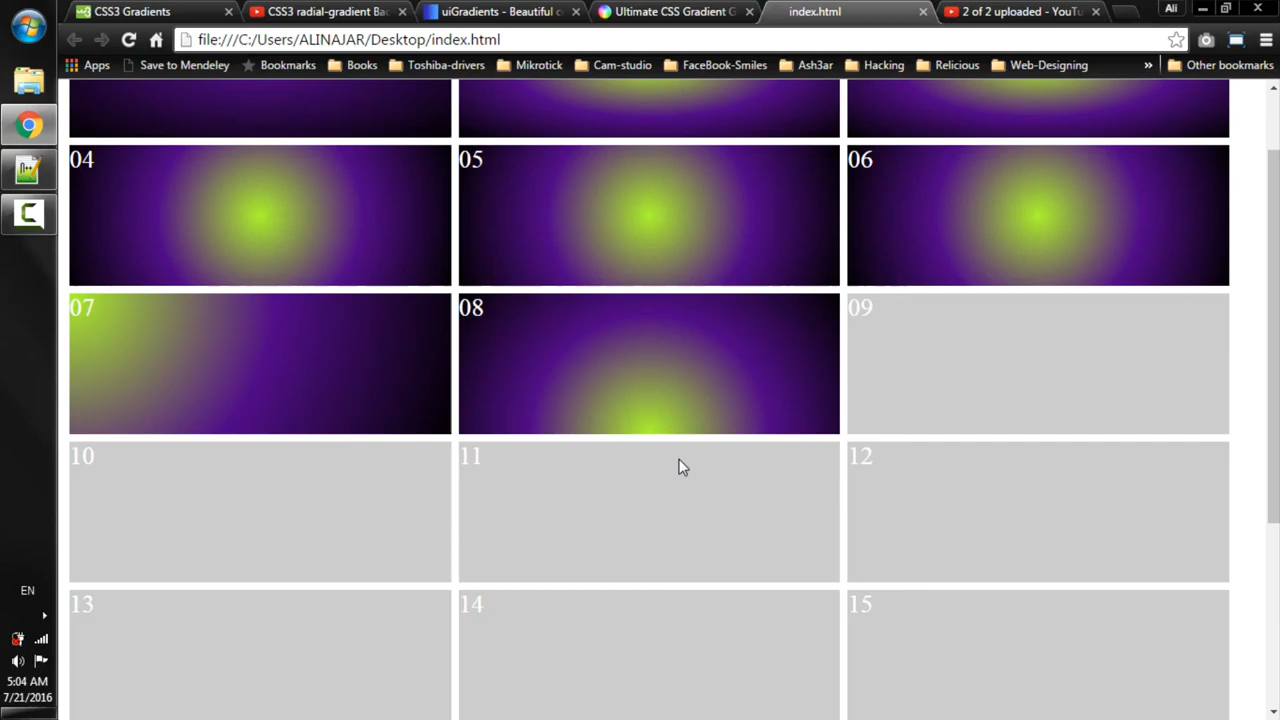 CSS3 Gradients
CSS3 radial-gradient Bac
uiGradients - Beautiful co
Ultimate CSS Gradient G
index.html
2 of 2 uploaded - YouTu
Ali
file:///C:/Users/ALINAJAR/Desktop/index.html
Apps
Save to Mendeley
Bookmarks
Books
Toshiba-drivers
Mikrotick
Cam-studio
FaceBook-Smiles
Ash3ar
Hacking
Relicious
Web-Designing
»
Other bookmarks
04
05
06
07
08
09
10
11
12
13
14
15
EN
5:04 AM
7/21/2016